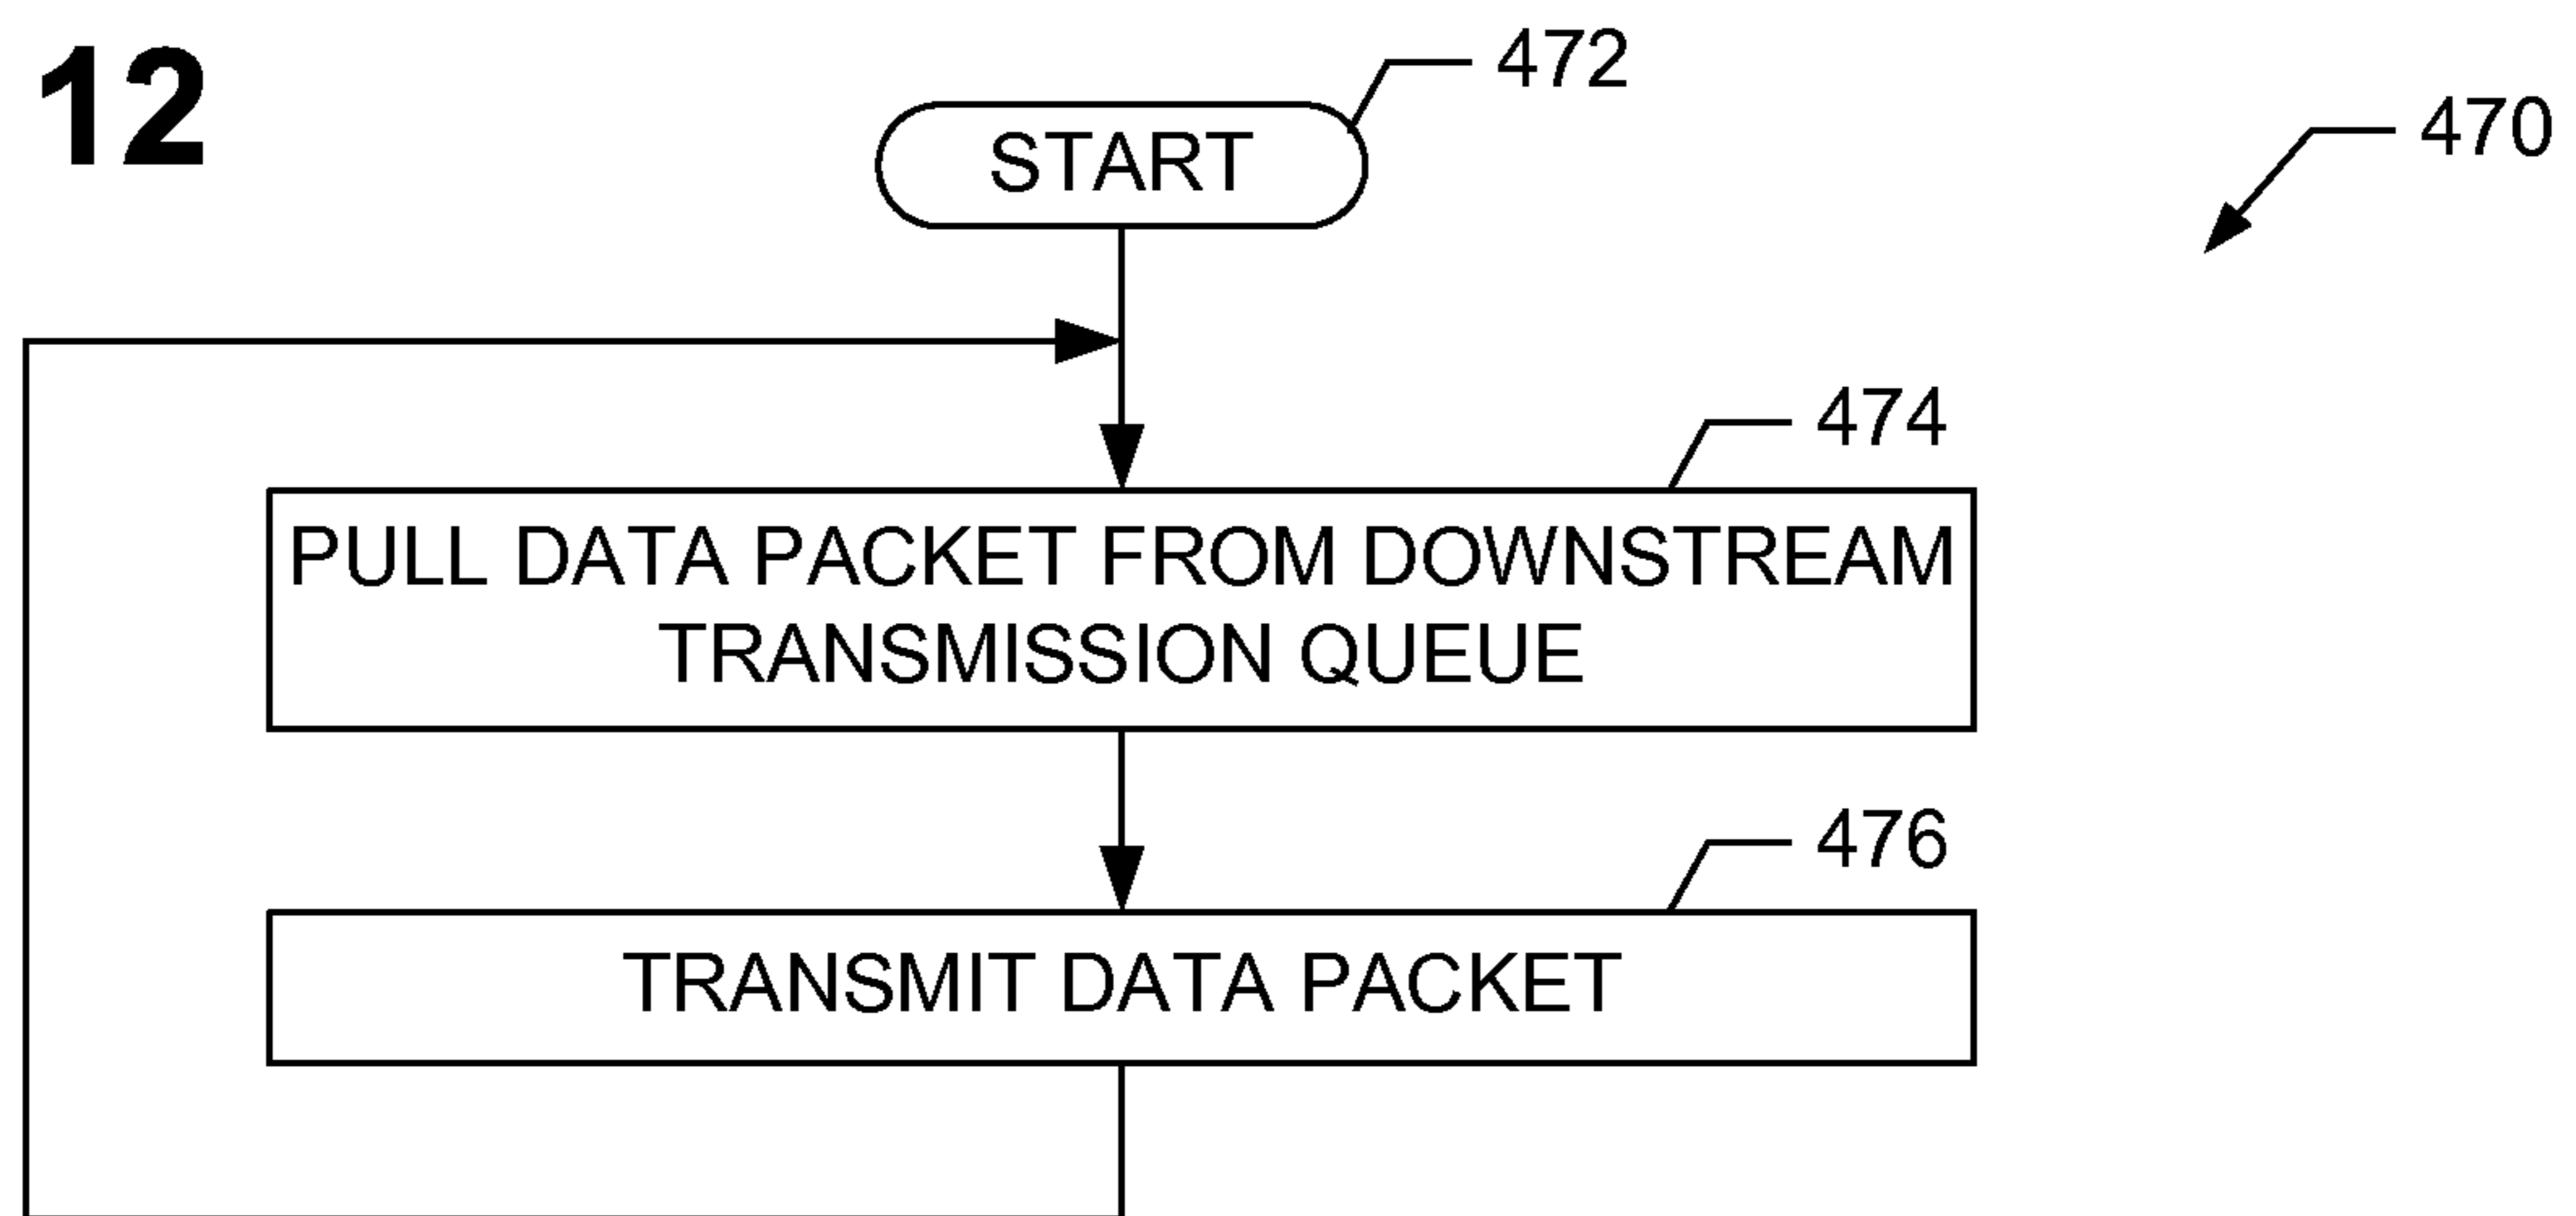 12
472
START
470
474
PULL DATA PACKET FROM DOWNSTREAM
TRANSMISSION QUEUE
476
TRANSMIT DATA PACKET